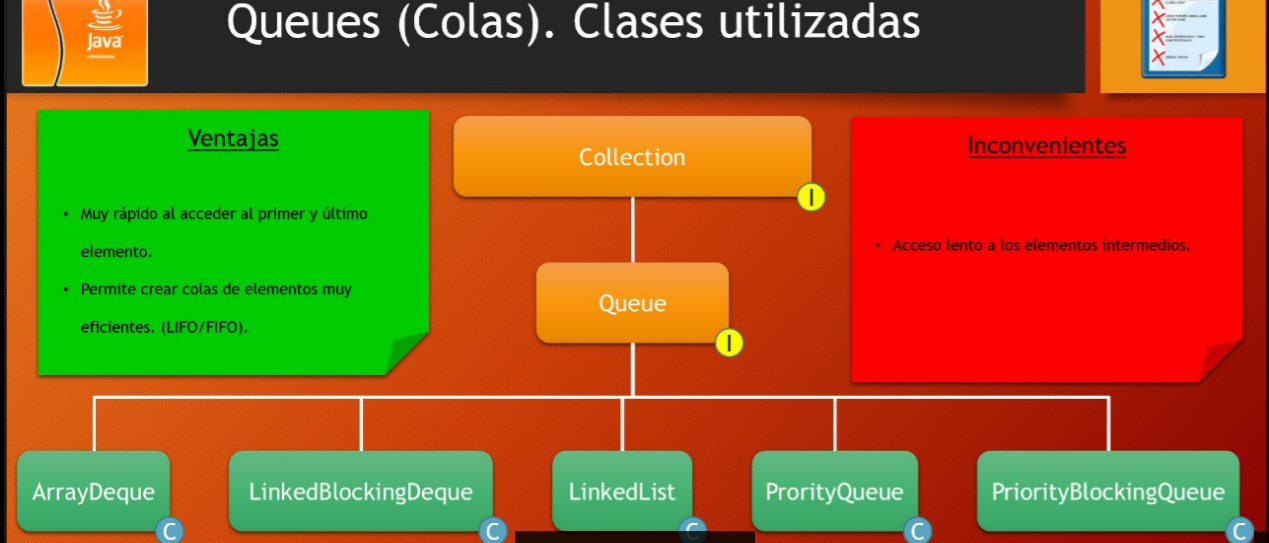 Java
Queues (Colas). Clases utilizadas
Ventajas
• Muy rápido al acceder al primer y último
elemento.
• Permite crear colas de elementos muy
eficientes. (LIFO/FIFO).
Collection
I
Inconvenientes
• Acceso lento a los elementos intermedios.
Queue
I
ArrayDeque
C
LinkedBlockingDeque
C
LinkedList
C
ProrityQueue
C
PriorityBlockingQueue
C